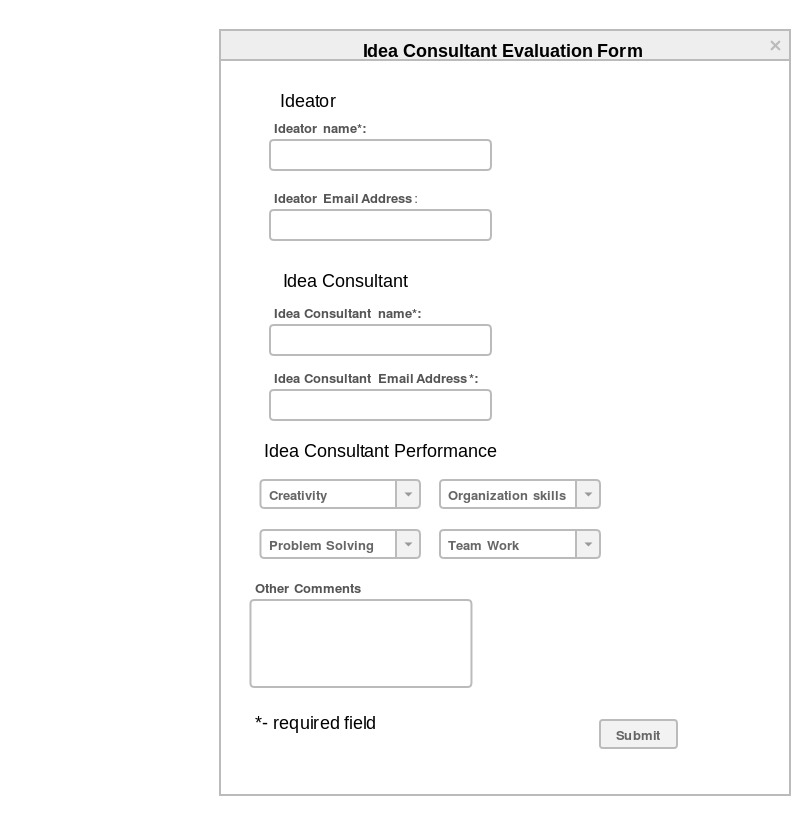 Idea Consultant Evaluation Form ×
Ideator
Ideator name*:
Ideator Email Address:
Idea Consultant
Idea Consultant name*:
Idea Consultant Email Address*:
Idea Consultant Performance
Creativity Organization skills
Problem Solving Team Work
Other Comments
*- required field
Submit